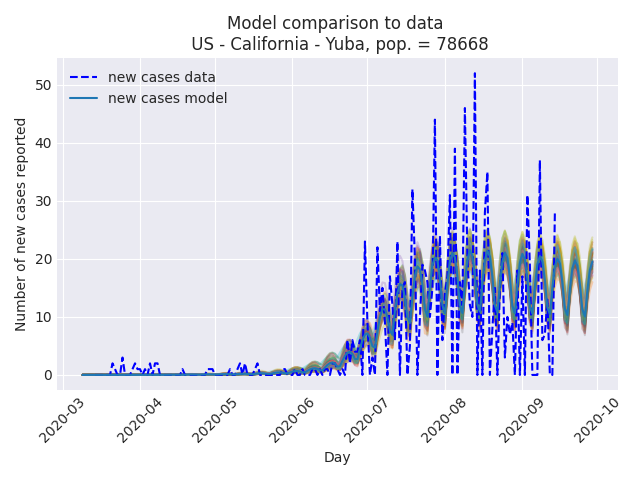 Model comparison to data
US - California - Yuba, pop. = 78668
new cases data
new cases model
Number of new cases reported
50
40
30
20
10
0
2020-03
2020-04
2020-05
2020-06
2020-07
2020-08
2020-09
2020-10
Day